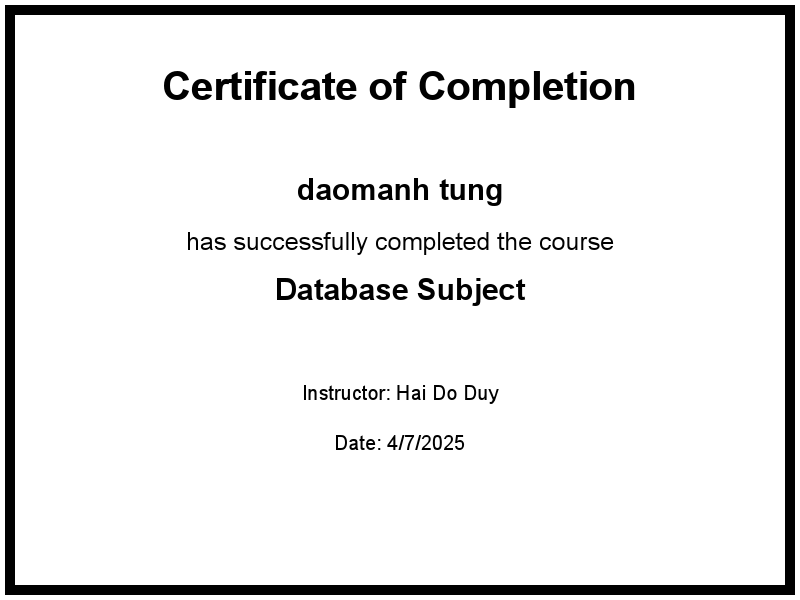 Certificate of Completion
daomanh tung
has successfully completed the course
Database Subject
Instructor: Hai Do Duy
Date: 4/7/2025